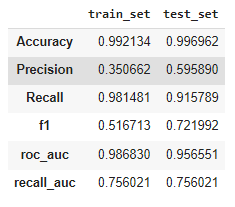 train_set test_set
Accuracy 0.992134 0.996962
Precision 0.350662 0.595890
Recall 0.981481 0.915789
f1 0.516713 0.721992
roc_auc 0.986830 0.956551
recall_auc 0.756021 0.756021